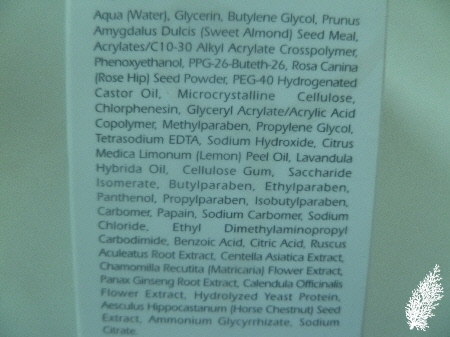 Aqua (Water), Glycerin, Butylene Glycol, Prunus
Amygdalus Dulcis (Sweet Almond) Seed Meal,
Acrylates/C10-30 Alkyl Acrylate Crosspolymer,
Phenoxyethanol, PPG-26-Buteth-26, Rosa Canina
(Rose Hip) Seed Powder, PEG-40 Hydrogenated
Castor Oil, Microcrystalline Cellulose,
Chlorphenesin, Glyceryl Acrylate/Acrylic Acid
Copolymer, Methylparaben, Propylene Glycol,
Tetrasodium EDTA, Sodium Hydroxide, Citrus
Medica Limonum (Lemon) Peel Oil, Lavandula
Hybrida Oil, Cellulose Gum, Saccharide
Isomerate, Butylparaben, Ethylparaben,
Panthenol, Propylparaben, Isobutylparaben,
Carbomer, Papain, Sodium Carbomer, Sodium
Chloride, Ethyl Dimethylaminopropyl
Carbodimide, Benzoic Acid, Citric Acid, Ruscus
Aculeatus Root Extract, Centella Asiatica Extract,
Chamomilla Recutita (Matricaria) Flower Extract,
Panax Ginseng Root Extract, Calendula Officinalis
Flower Extract, Hydrolyzed Yeast Protein,
Aesculus Hippocastanum (Horse Chestnut) Seed
Extract, Ammonium Glycyrrhizate, Sodium
Citrate.